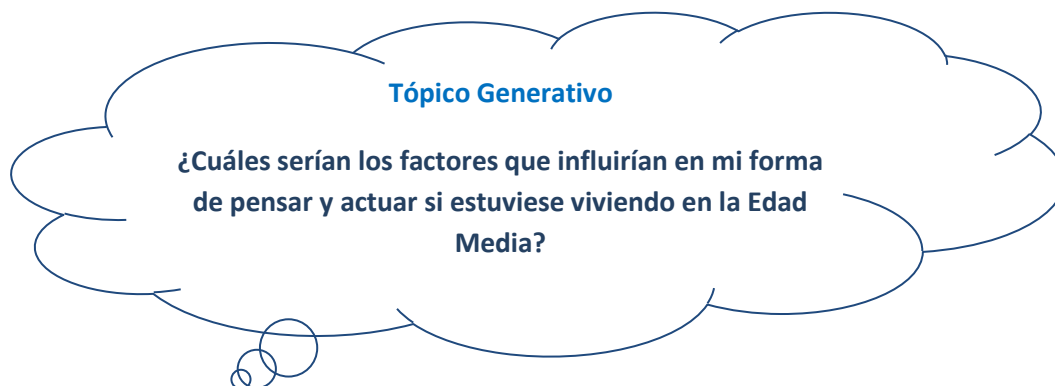 Tópico Generativo
¿Cuáles serían los factores que influirían en mi forma
de pensar y actuar si estuviese viviendo en la Edad
Media?